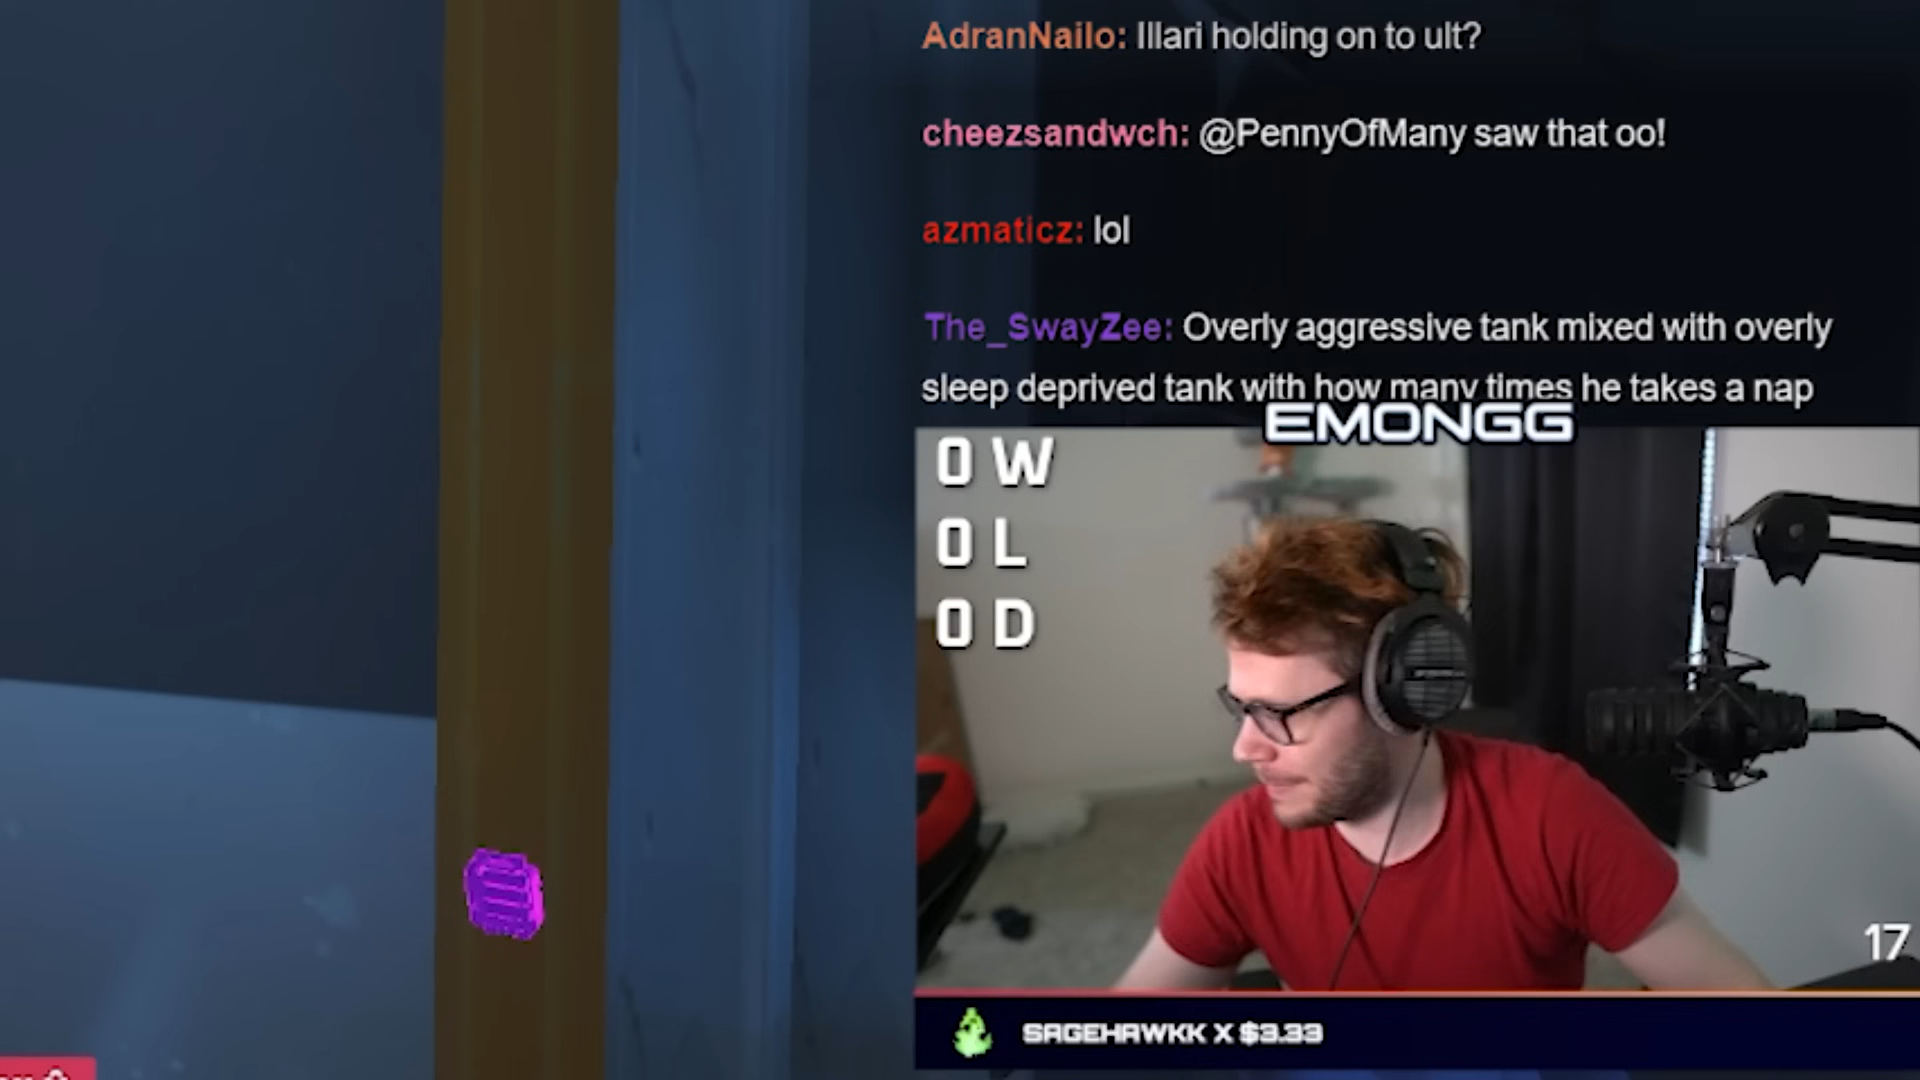 AdranNailo: Illari holding on to ult?
cheezsandwch: @PennyOfMany saw that oo!
azmaticz: lol
The_SwayZee: Overly aggressive tank mixed with overly
sleep deprived tank with how many times he takes a nap
EMONGG
0 W
0 L
0 D
17
SAGEHAWKK X $3.33